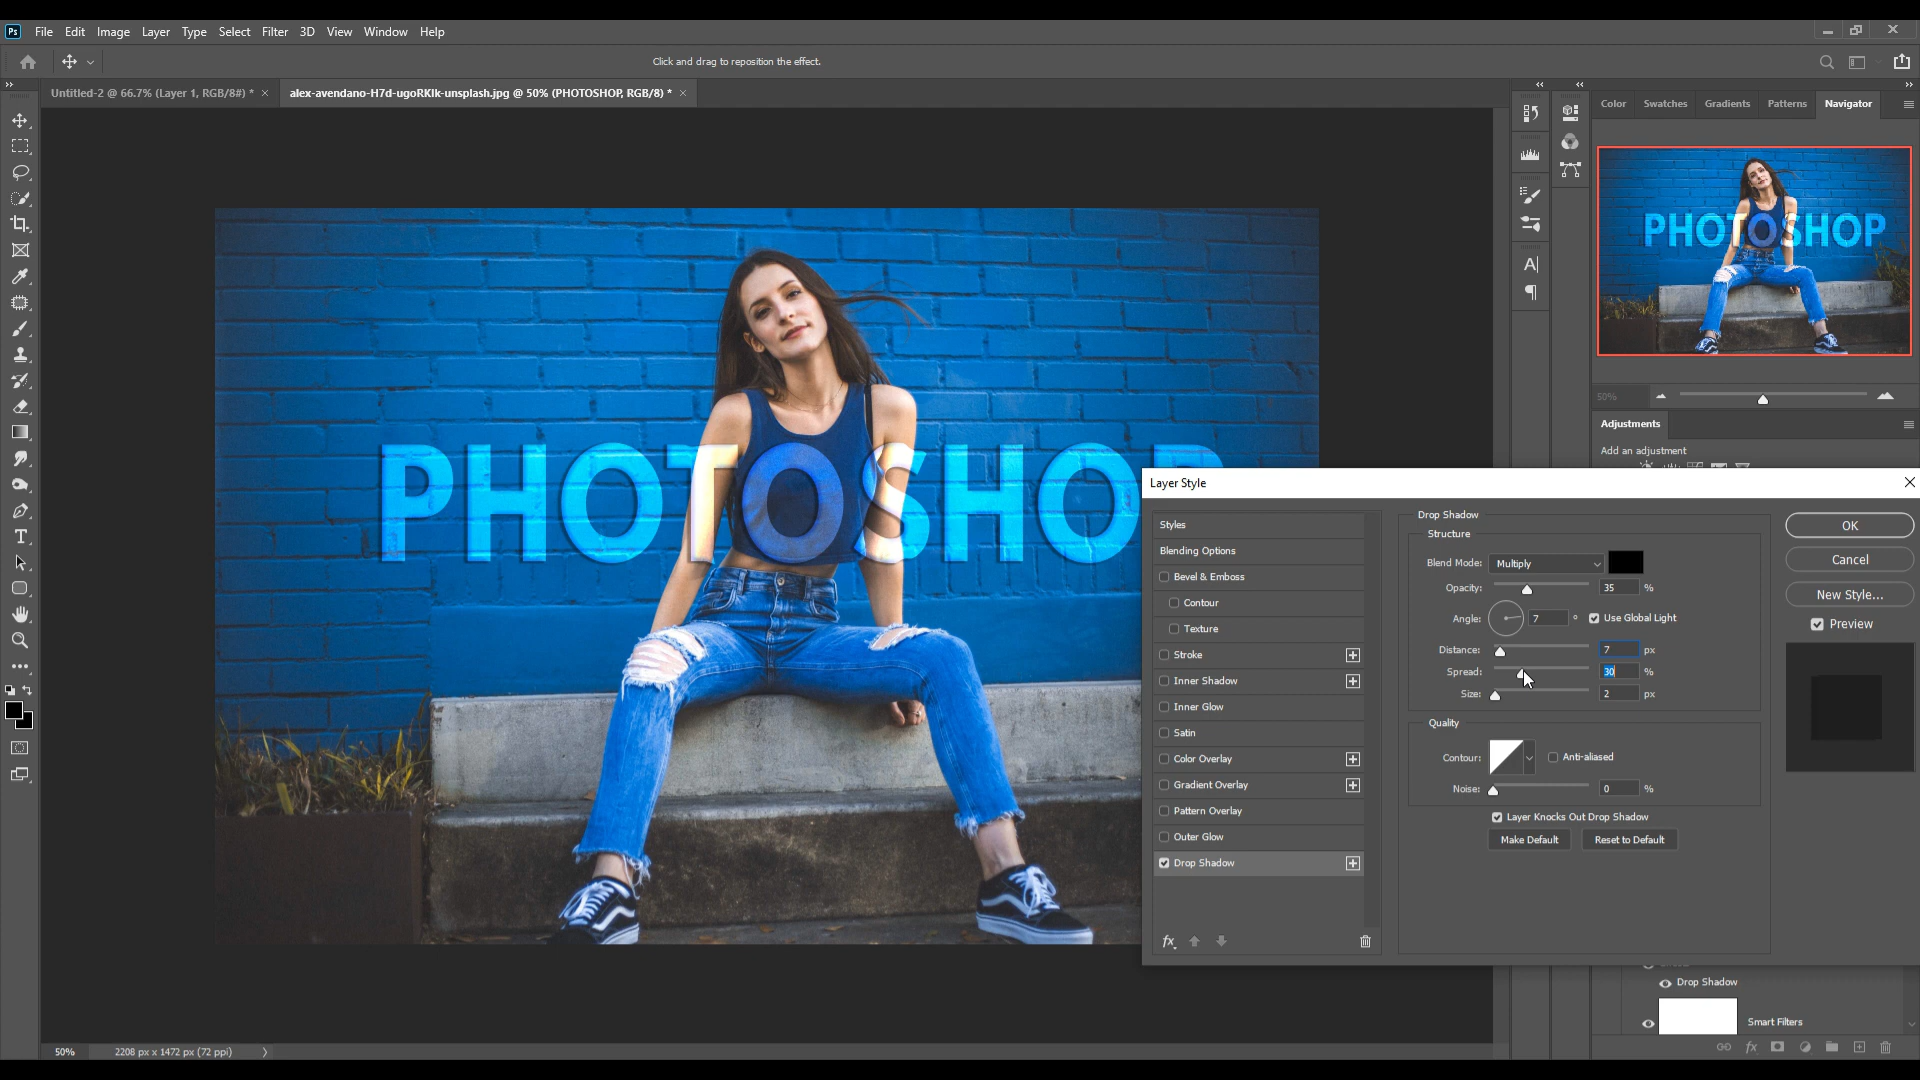 Ps File Edit Image Layer Type Select Filter 3D View Window Help
Click and drag to reposition the effect.
Untitled-2 @ 66.7% (Layer 1, RGB/8#) * ×
alex-avendano-H7d-ugoRKIk-unsplash.jpg @ 50% (PHOTOSHOP, RGB/8) * ×
Color Swatches Gradients Patterns Navigator
PHOTOSHOP
50%
Adjustments
Add an adjustment
PHOTOSHOP
Layer Style
Styles
Blending Options
Bevel & Emboss
Contour
Texture
Stroke
Inner Shadow
Inner Glow
Satin
Color Overlay
Gradient Overlay
Pattern Overlay
Outer Glow
Drop Shadow
fx
Drop Shadow
Structure
Blend Mode: Multiply
Opacity: 35 %
Angle: 7 ° Use Global Light
Distance: 7 px
Spread: 30 %
Size: 2 px
Quality
Contour: Anti-aliased
Noise: 0 %
Layer Knocks Out Drop Shadow
Make Default Reset to Default
OK
Cancel
New Style...
Preview
Drop Shadow
Smart Filters
fx
50% 2208 px x 1472 px (72 ppi)